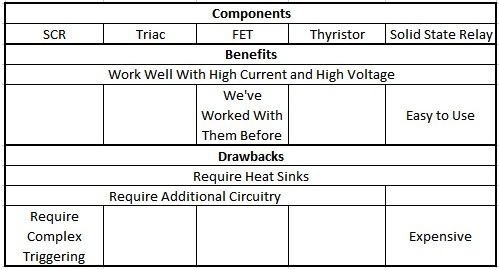 Components
SCR Triac FET Thyristor Solid State Relay
Benefits
Work Well With High Current and High Voltage
We've
Worked With
Them Before
Easy to Use
Drawbacks
Require Heat Sinks
Require Additional Circuitry
Require
Complex
Triggering
Expensive